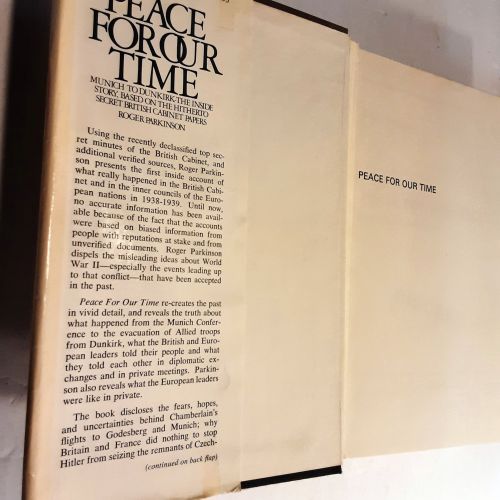 PEACE
FOR OUR
TIME
MUNICH TO DUNKIRK-THE INSIDE
STORY, BASED ON THE HITHERTO
SECRET BRITISH CABINET PAPERS
ROGER PARKINSON
Using the recently declassified top sec-
ret minutes of the British Cabinet, and
additional verified sources, Roger Parkin-
son presents the first inside account of
what really happened in the British Cabi-
net and in the inner councils of the Euro-
pean nations in 1938-1939. Until now,
no accurate information has been avail-
able because of the fact that the accounts
were based on biased information from
people with reputations at stake and from
unverified documents. Roger Parkinson
dispels the misleading ideas about World
War II—especially the events leading up
to that conflict—that have been accepted
in the past.
Peace For Our Time re-creates the past
in vivid detail, and reveals the truth about
what happened from the Munich Confer-
ence to the evacuation of Allied troops
from Dunkirk, what the British and Euro-
pean leaders told their people and what
they told each other in diplomatic ex-
changes and in private meetings. Parkin-
son also reveals what the European leaders
were like in private.
The book discloses the fears, hopes,
and uncertainties behind Chamberlain's
flights to Godesberg and Munich; why
Britain and France did nothing to stop
Hitler from seizing the remnants of Czech-
(continued on back flap)
PEACE FOR OUR TIME